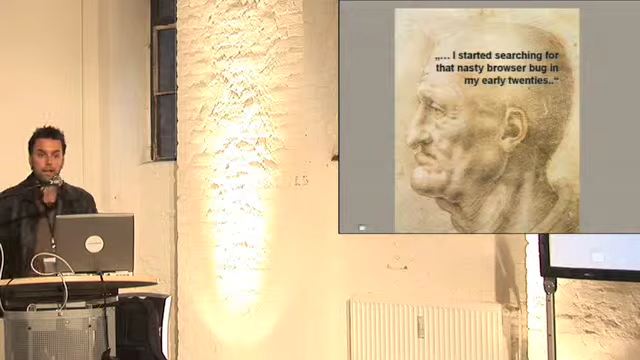 „... I started searching for
that nasty browser bug in
my early twenties..“